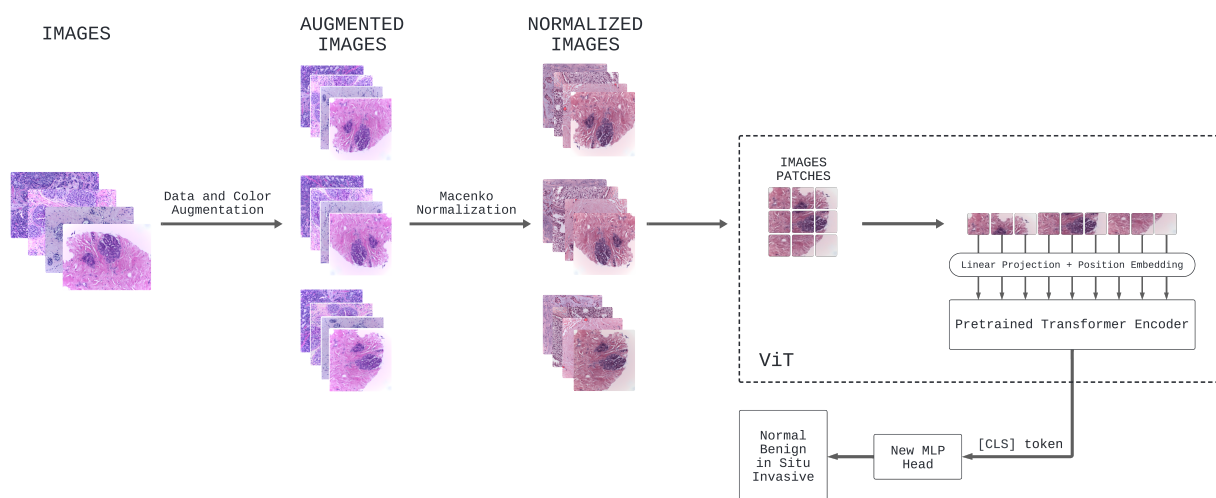 IMAGES
AUGMENTED
IMAGES
NORMALIZED
IMAGES
Data and Color
Augmentation
Macenko
Normalization
IMAGES
PATCHES
Linear Projection + Position Embedding
Pretrained Transformer Encoder
ViT
[CLS] token
New MLP
Head
Normal
Benign
in Situ
Invasive